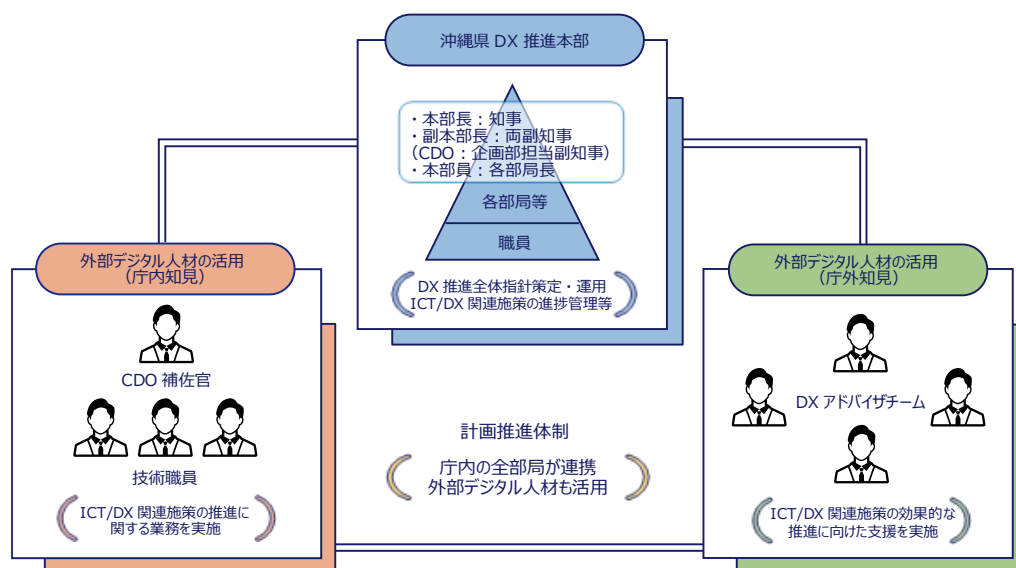 沖縄県 DX 推進本部
・本部長：知事
・副本部長：両副知事
（CDO：企画部担当副知事）
・本部員：各部局長
各部局等
職員
DX 推進全体指針策定・運用
ICT/DX 関連施策の進捗管理等
外部デジタル人材の活用
（庁内知見）
CDO 補佐官
技術職員
ICT/DX 関連施策の推進に
関する業務を実施
計画推進体制
庁内の全部局が連携
外部デジタル人材も活用
外部デジタル人材の活用
（庁外知見）
DX アドバイザチーム
ICT/DX 関連施策の効果的な
推進に向けた支援を実施